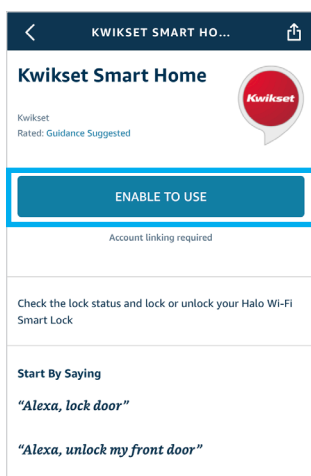 KWIKSET SMART HO...
Kwikset Smart Home
Kwikset
Kwikset
Rated: Guidance Suggested
ENABLE TO USE
Account linking required
Check the lock status and lock or unlock your Halo Wi-Fi
Smart Lock
Start By Saying
“Alexa, lock door”
“Alexa, unlock my front door”